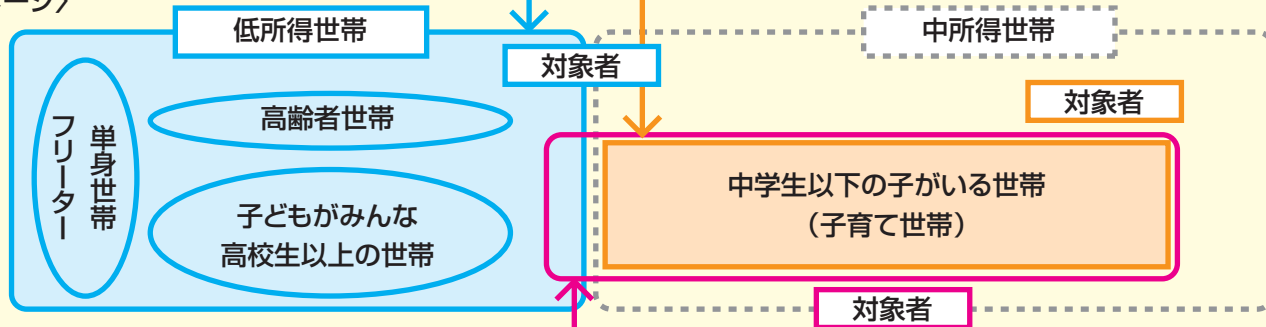 ージ〉
低所得世帯
中所得世帯
対象者
対象者
単身世帯
フリーター
高齢者世帯
子どもがみんな
高校生以上の世帯
中学生以下の子がいる世帯
(子育て世帯)
対象者